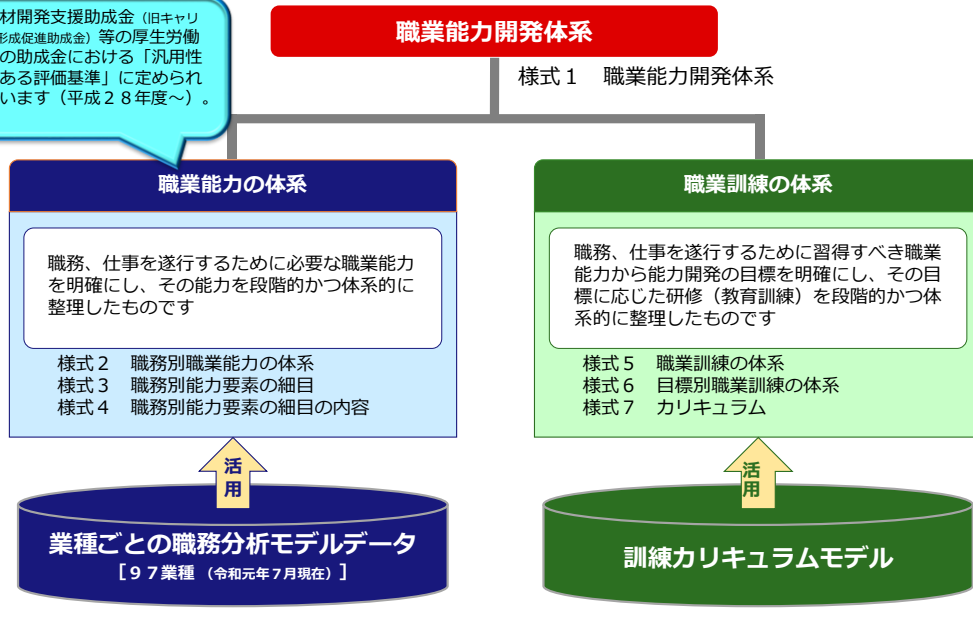 材開発支援助成金（旧キャリ
形成促進助成金）等の厚生労働
の助成金における「汎用性
ある評価基準」に定められ
います（平成２８年度～）。
職業能力開発体系
様式１　職業能力開発体系
職業能力の体系
職務、仕事を遂行するために必要な職業能力
を明確にし、その能力を段階的かつ体系的に
整理したものです
様式２　職務別職業能力の体系
様式３　職務別能力要素の細目
様式４　職務別能力要素の細目の内容
活
用
業種ごとの職務分析モデルデータ
［９７業種 （令和元年７月現在）］
職業訓練の体系
職務、仕事を遂行するために習得すべき職業
能力から能力開発の目標を明確にし、その目
標に応じた研修（教育訓練）を段階的かつ体
系的に整理したものです
様式５　職業訓練の体系
様式６　目標別職業訓練の体系
様式７　カリキュラム
活
用
訓練カリキュラムモデル